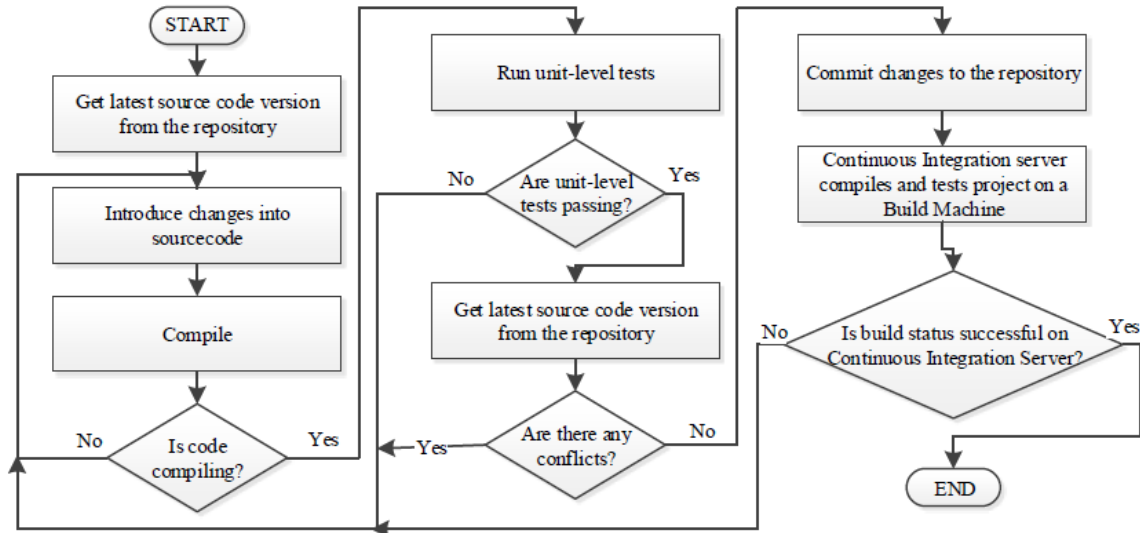 START
Get latest source code version
from the repository
Introduce changes into
sourcecode
Compile
No
Is code
compiling?
Yes
Run unit-level tests
No
Are unit-level
tests passing?
Yes
Get latest source code version
from the repository
Yes
Are there any
conflicts?
No
Commit changes to the repository
Continuous Integration server
compiles and tests project on a
Build Machine
No
Is build status successful on
Continuous Integration Server?
Yes
END